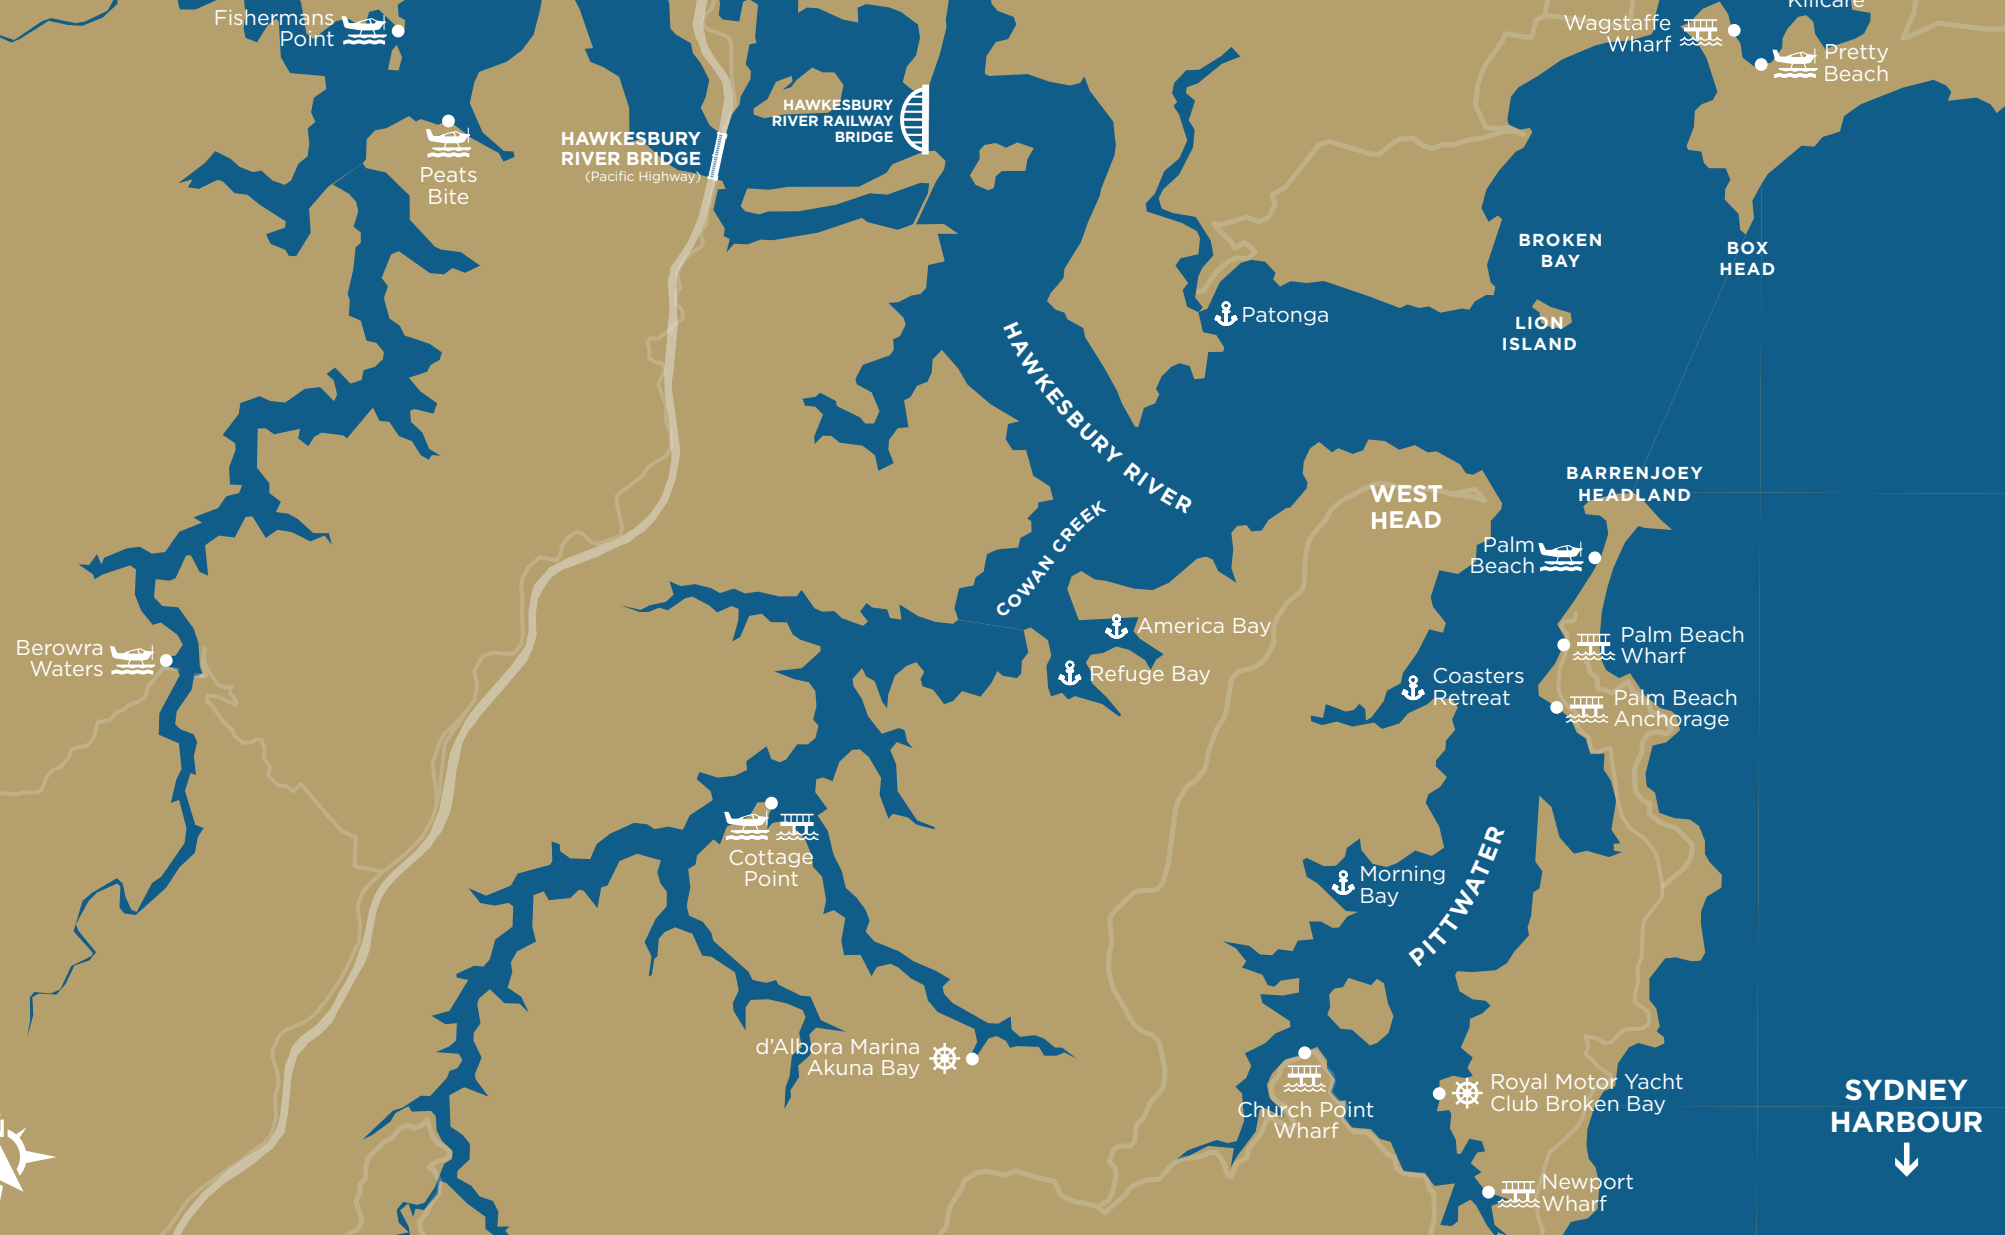 Fishermans
Point
Killcare
Wagstaffe
Wharf
Pretty
Beach
HAWKESBURY
RIVER RAILWAY
BRIDGE
HAWKESBURY
RIVER BRIDGE
(Pacific Highway)
Peats
Bite
BROKEN
BAY
BOX
HEAD
Patonga
LION
ISLAND
HAWKESBURY RIVER
BARRENJOEY
HEADLAND
WEST
HEAD
COWAN CREEK
Palm
Beach
America Bay
Palm Beach
Wharf
Berowra
Waters
Refuge Bay
Coasters
Retreat
Palm Beach
Anchorage
Cottage
Point
PITTWATER
Morning
Bay
d'Albora Marina
Akuna Bay
Church Point
Wharf
Royal Motor Yacht
Club Broken Bay
SYDNEY
HARBOUR
Newport
Wharf